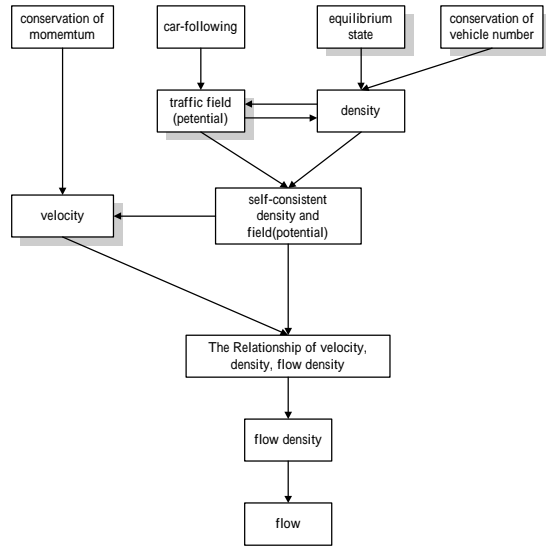 conservation of
momentum
car-following
equilibrium
state
conservation of
vehicle number
traffic field
(petential)
density
velocity
self-consistent
density and
field(potential)
The Relationship of velocity,
density, flow density
flow density
flow